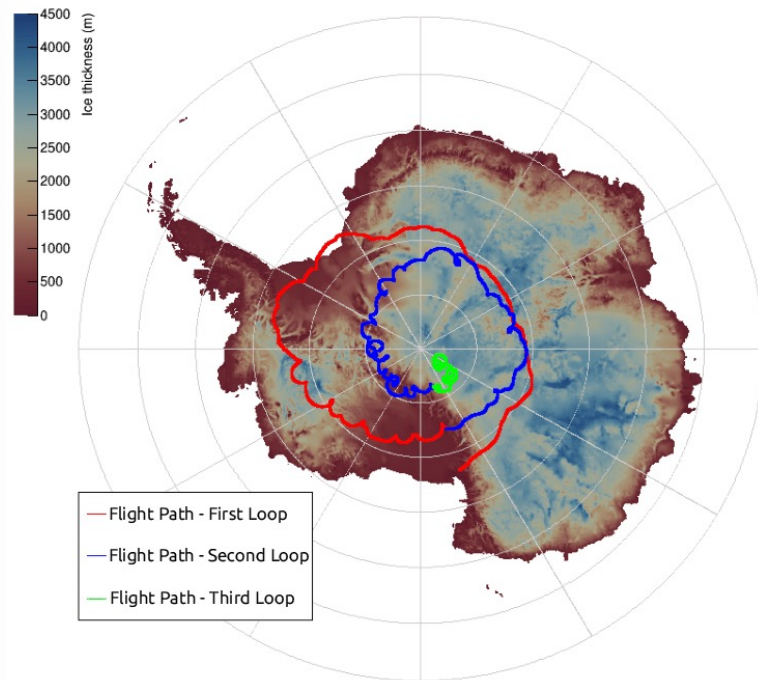 4500
4000
3500
3000
2500
2000
1500
1000
500
0
Ice thickness (m)
Flight Path - First Loop
Flight Path - Second Loop
Flight Path - Third Loop